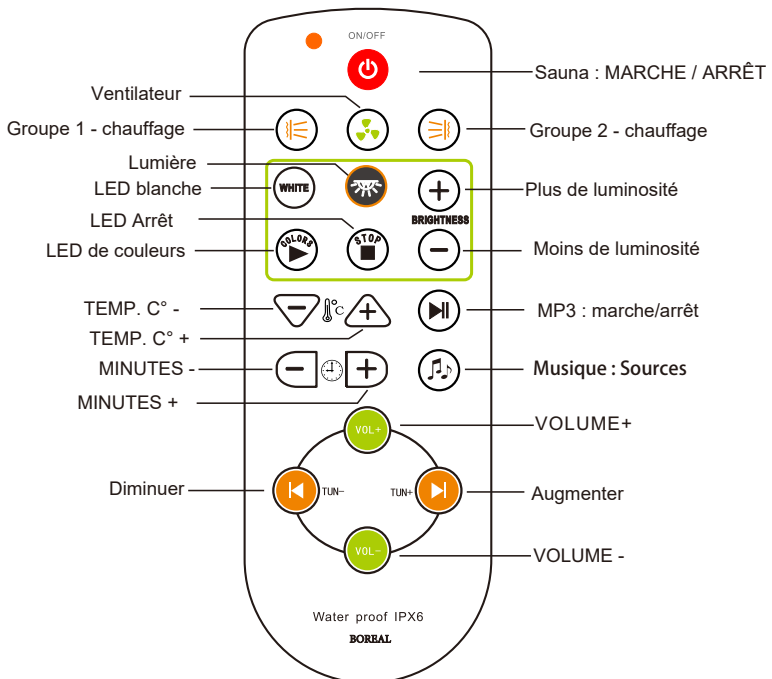 ON/OFF
Sauna : MARCHE / ARRÊT
Ventilateur
Groupe 1 - chauffage
Groupe 2 - chauffage
Lumière
LED blanche
WHITE
Plus de luminosité
BRIGHTNESS
LED Arrêt
LED de couleurs
COLORS
STOP
Moins de luminosité
TEMP. C° -
°C
MP3 : marche/arrêt
TEMP. C° +
MINUTES -
Musique : Sources
MINUTES +
VOL+
VOLUME+
Diminuer
TUN-
TUN+
Augmenter
VOL-
VOLUME -
Water proof IPX6
BOREAL